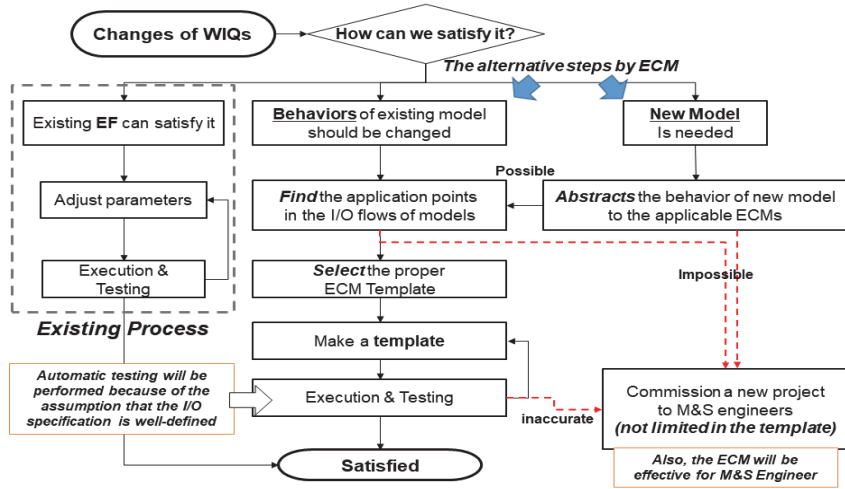 Changes of WIQs
How can we satisfy it?
The alternative steps by ECM
Existing EF can satisfy it
Behaviors of existing model
should be changed
New Model
Is needed
Possible
Adjust parameters
Find the application points
in the I/O flows of models
Abstracts the behavior of new model
to the applicable ECMs
Execution &
Testing
Select the proper
ECM Template
Impossible
Existing Process
Make a template
Automatic testing will be
performed because of the
assumption that the I/O
specification is well-defined
Execution & Testing
inaccurate
Commission a new project
to M&S engineers
(not limited in the template)
Satisfied
Also, the ECM will be
effective for M&S Engineer